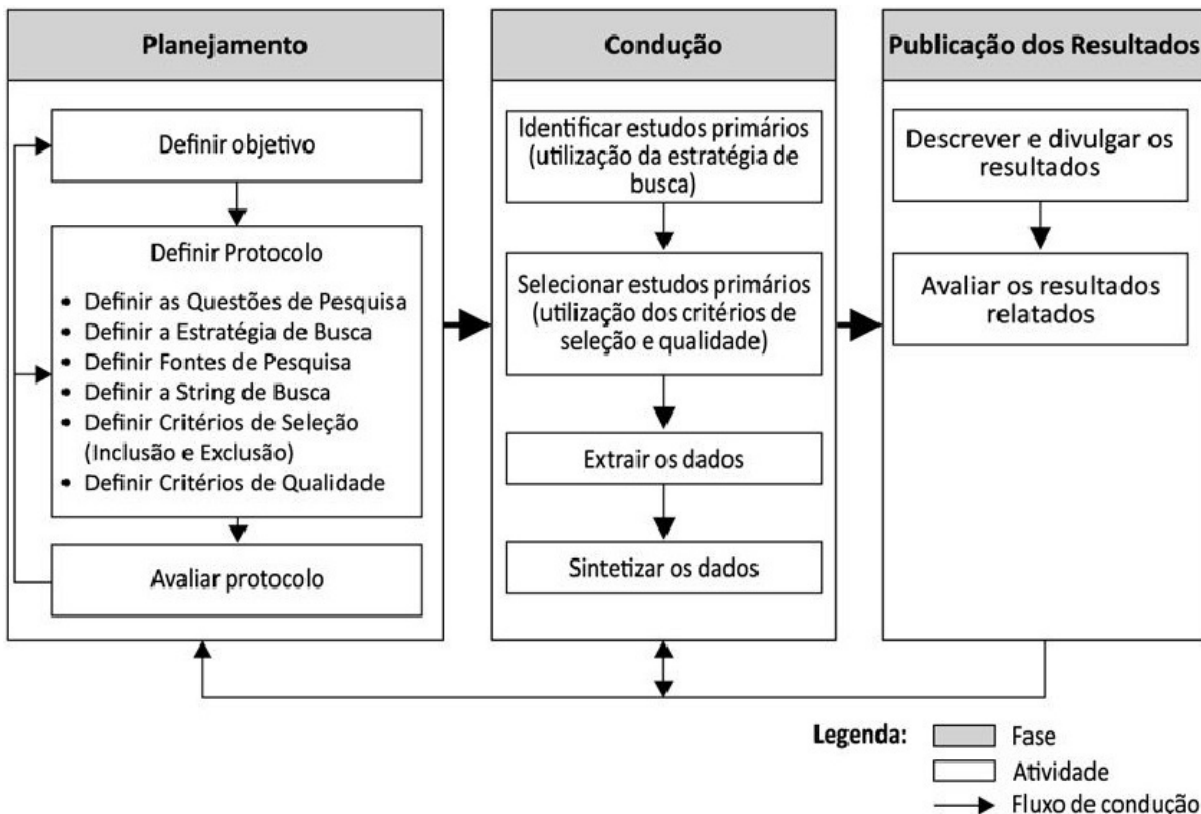 Planejamento
Definir objetivo
Definir Protocolo
• Definir as Questões de Pesquisa
• Definir a Estratégia de Busca
• Definir Fontes de Pesquisa
• Definir a String de Busca
• Definir Critérios de Seleção
(Inclusão e Exclusão)
• Definir Critérios de Qualidade
Avaliar protocolo
Condução
Identificar estudos primários
(utilização da estratégia de
busca)
Selecionar estudos primários
(utilização dos critérios de
seleção e qualidade)
Extrair os dados
Sintetizar os dados
Publicação dos Resultados
Descrever e divulgar os
resultados
Avaliar os resultados
relatados
Legenda:
Fase
Atividade
Fluxo de condução